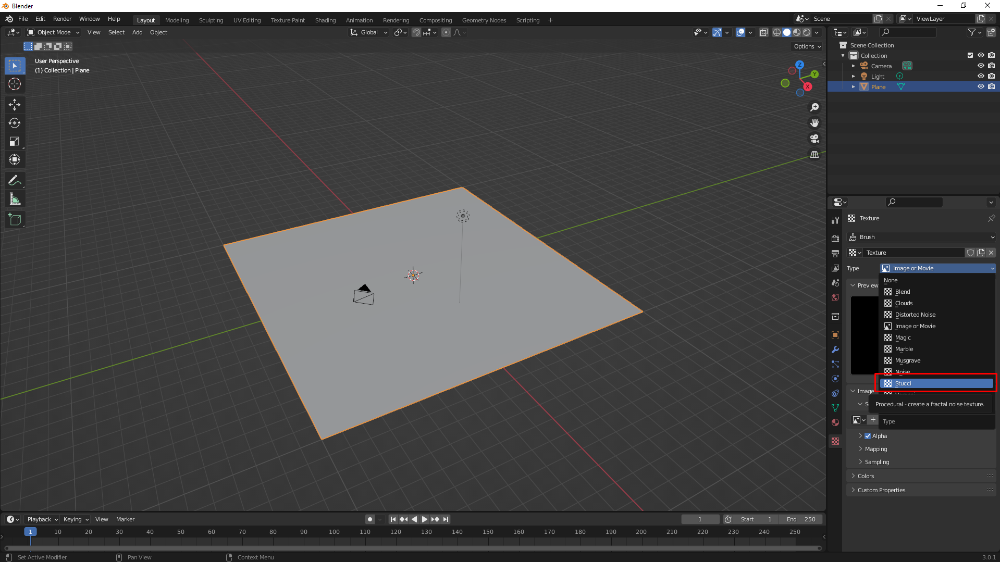 Blender
File Edit Render Window Help
Layout Modeling Sculpting UV Editing Texture Paint Shading Animation Rendering Compositing Geometry Nodes Scripting +
Scene
ViewLayer
Object Mode View Select Add Object
Global
Options
User Perspective
(1) Collection | Plane
Z
Y
X
Scene Collection
Collection
Camera
Light
Plane
Texture
Brush
Texture
Type Image or Movie
None
Preview
Blend
Clouds
Distorted Noise
Image or Movie
Magic
Marble
Musgrave
Noise
Stucci
Image
Procedural - create a fractal noise texture.
Type
Alpha
Mapping
Sampling
Colors
Custom Properties
Playback Keying View Marker
1
Start 1
End 250
1 10 20 30 40 50 60 70 80 90 100 110 120 130 140 150 160 170 180 190 200 210 220 230 240 250
Set Active Modifier
Pan View
Context Menu
3.0.1